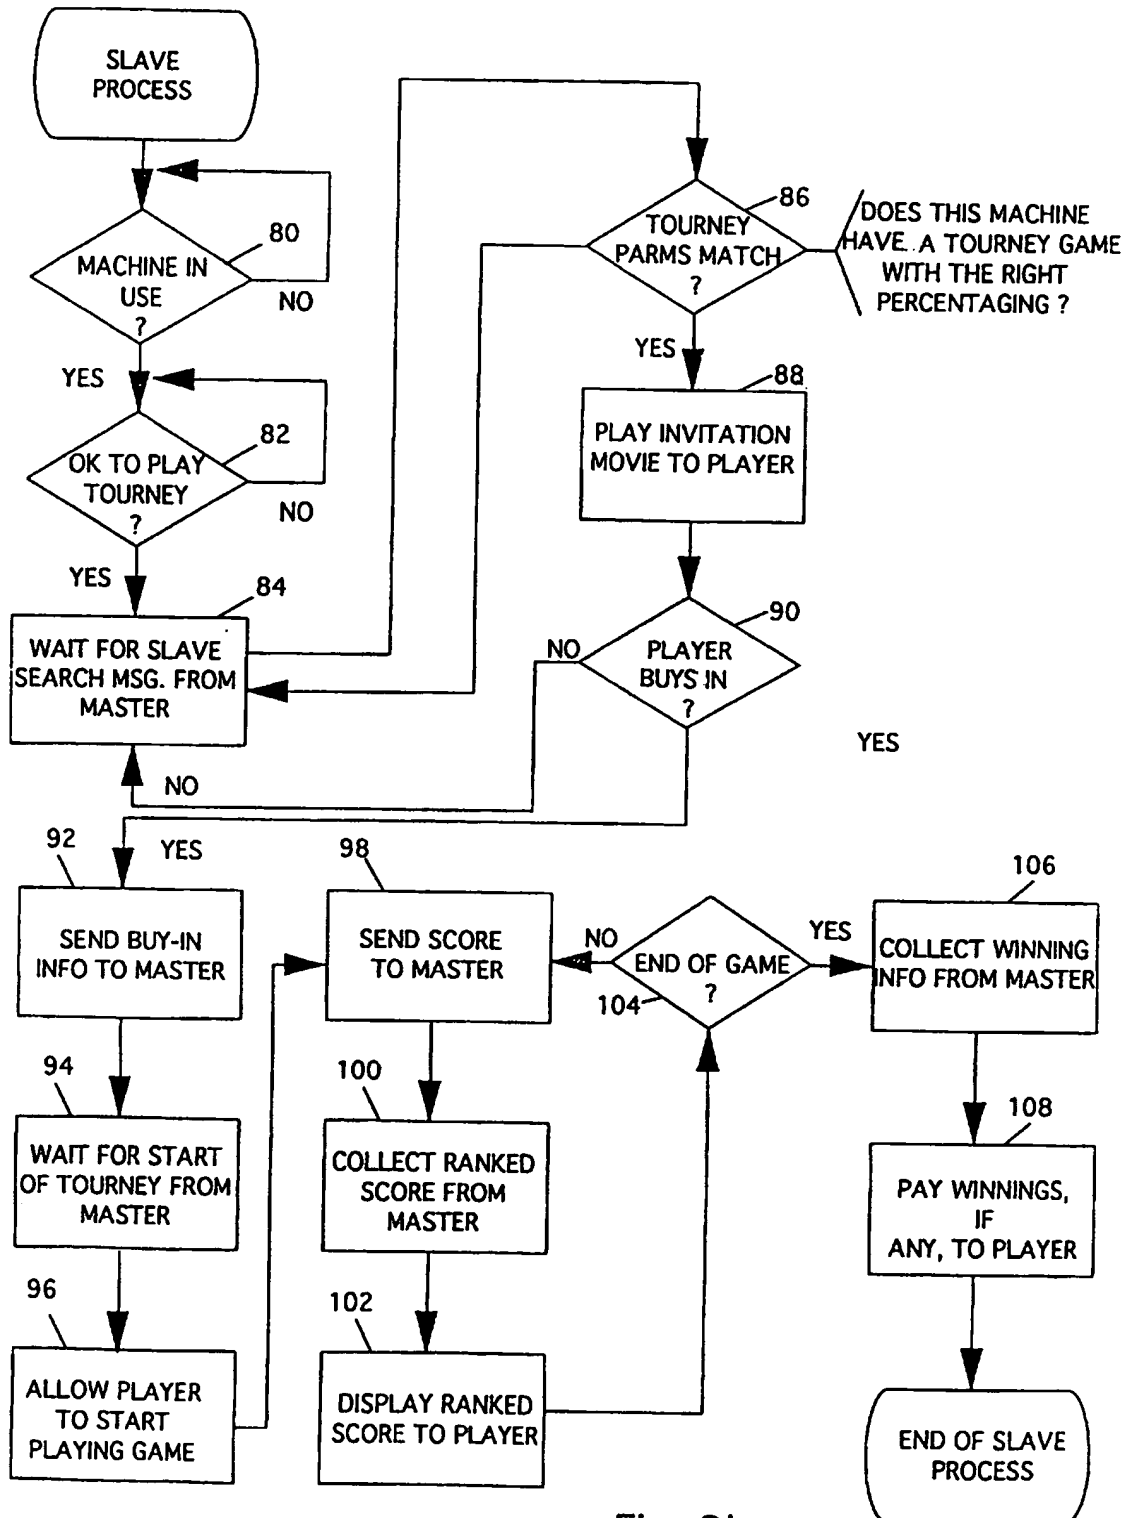 SLAVE
PROCESS
80
MACHINE IN
USE
?
NO
YES
82
OK TO PLAY
TOURNEY
?
NO
YES
84
WAIT FOR SLAVE
SEARCH MSG. FROM
MASTER
NO
86
TOURNEY
PARMS MATCH
?
DOES THIS MACHINE
HAVE A TOURNEY GAME
WITH THE RIGHT
PERCENTAGING ?
YES
88
PLAY INVITATION
MOVIE TO PLAYER
90
NO
PLAYER
BUYS IN
?
YES
92
YES
SEND BUY-IN
INFO TO MASTER
94
WAIT FOR START
OF TOURNEY FROM
MASTER
96
ALLOW PLAYER
TO START
PLAYING GAME
98
SEND SCORE
TO MASTER
100
COLLECT RANKED
SCORE FROM
MASTER
102
DISPLAY RANKED
SCORE TO PLAYER
NO
END OF GAME
?
104
YES
106
COLLECT WINNING
INFO FROM MASTER
108
PAY WINNINGS,
IF
ANY, TO PLAYER
END OF SLAVE
PROCESS